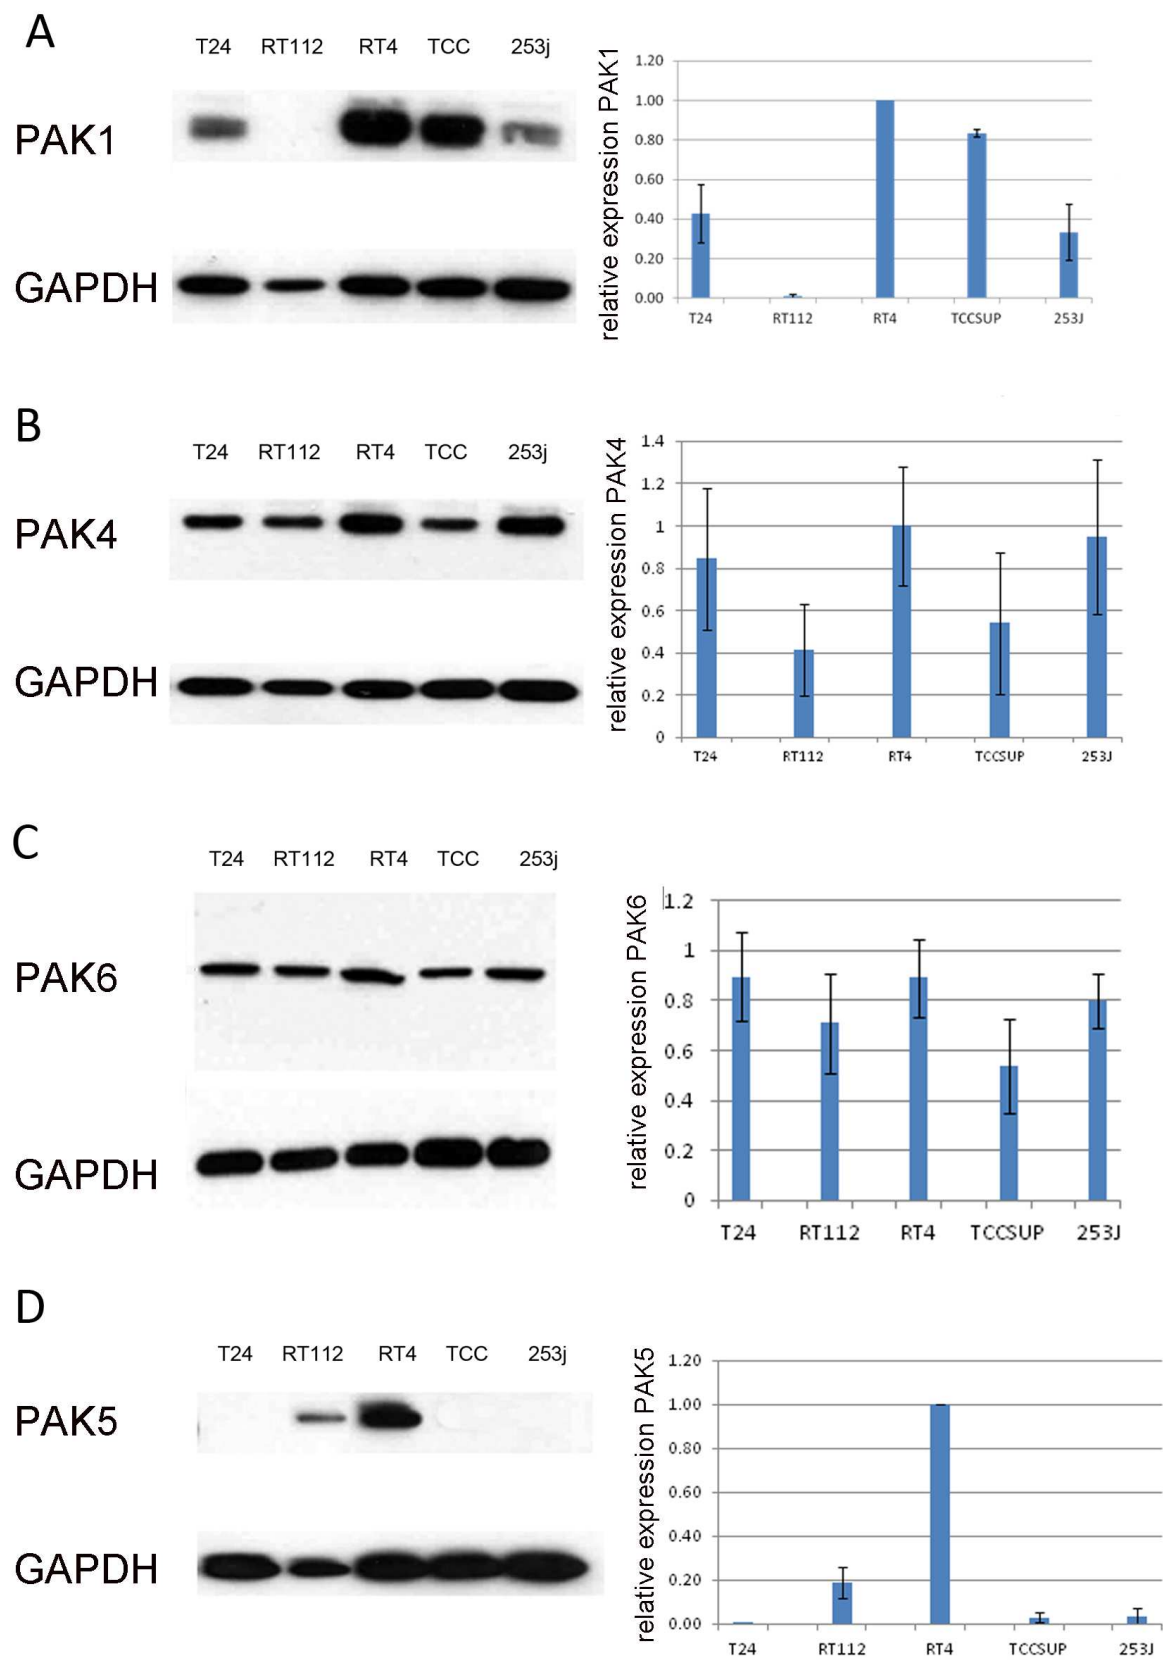 A
T24 RT112 RT4 TCC 253j
PAK1
GAPDH
relative expression PAK1
1.20
1.00
0.80
0.60
0.40
0.20
0.00
T24 RT112 RT4 TCCSUP 253J
B
T24 RT112 RT4 TCC 253j
PAK4
GAPDH
relative expression PAK4
1.4
1.2
1
0.8
0.6
0.4
0.2
0
T24 RT112 RT4 TCCSUP 253J
C
T24 RT112 RT4 TCC 253j
PAK6
GAPDH
relative expression PAK6
1.2
1
0.8
0.6
0.4
0.2
0
T24 RT112 RT4 TCCSUP 253J
D
T24 RT112 RT4 TCC 253j
PAK5
GAPDH
relative expression PAK5
1.20
1.00
0.80
0.60
0.40
0.20
0.00
T24 RT112 RT4 TCCSUP 253J